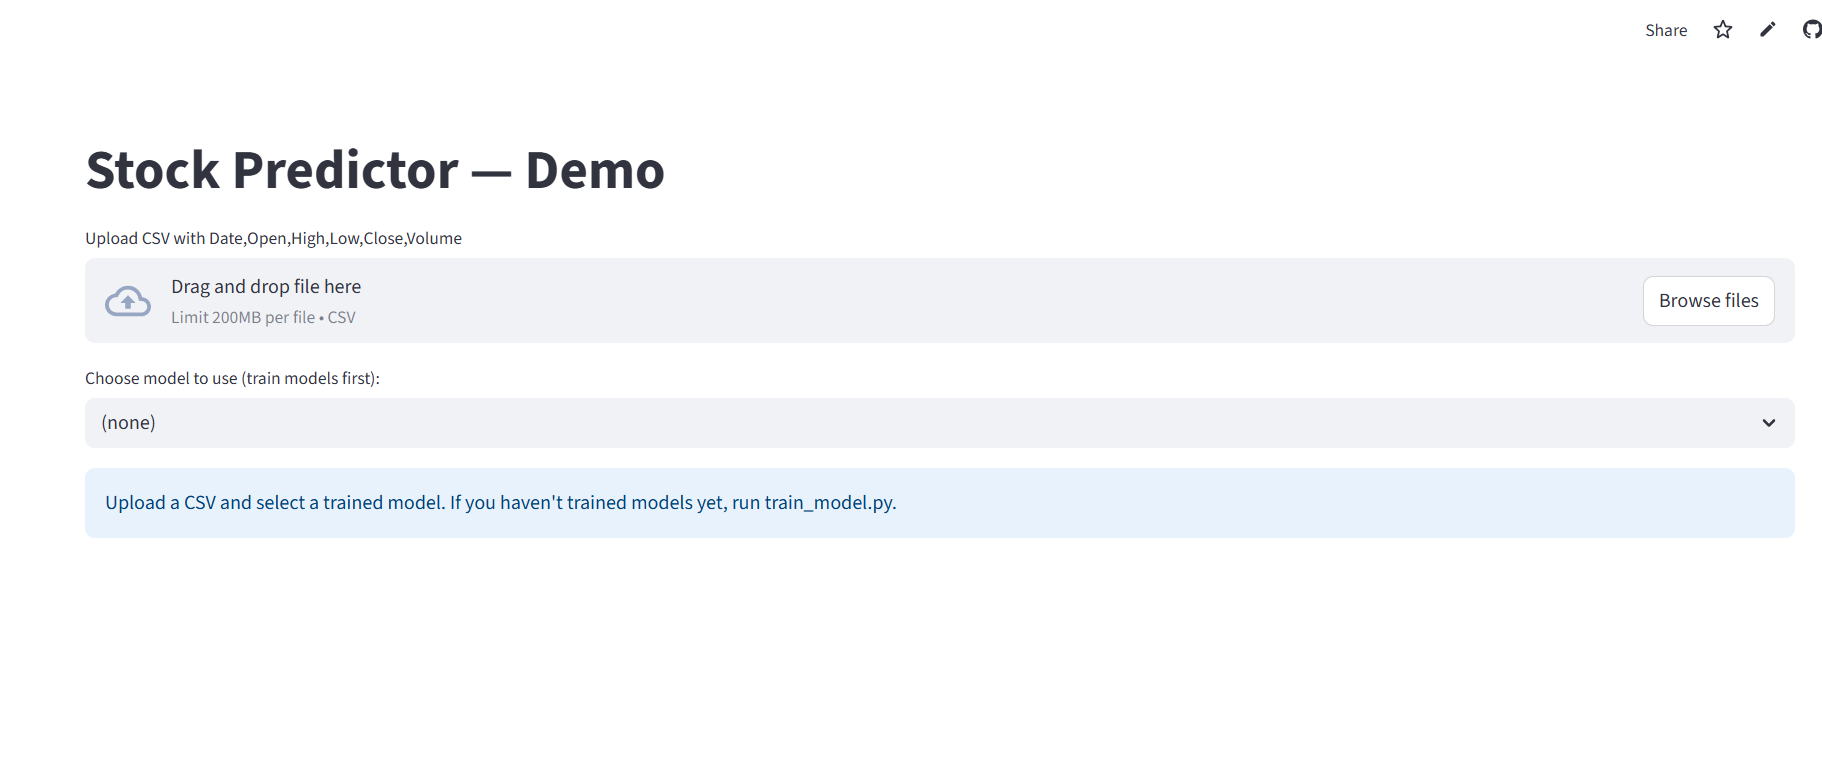 Share
Stock Predictor — Demo
Upload CSV with Date,Open,High,Low,Close,Volume
Drag and drop file here
Limit 200MB per file • CSV
Browse files
Choose model to use (train models first):
(none)
Upload a CSV and select a trained model. If you haven't trained models yet, run train_model.py.